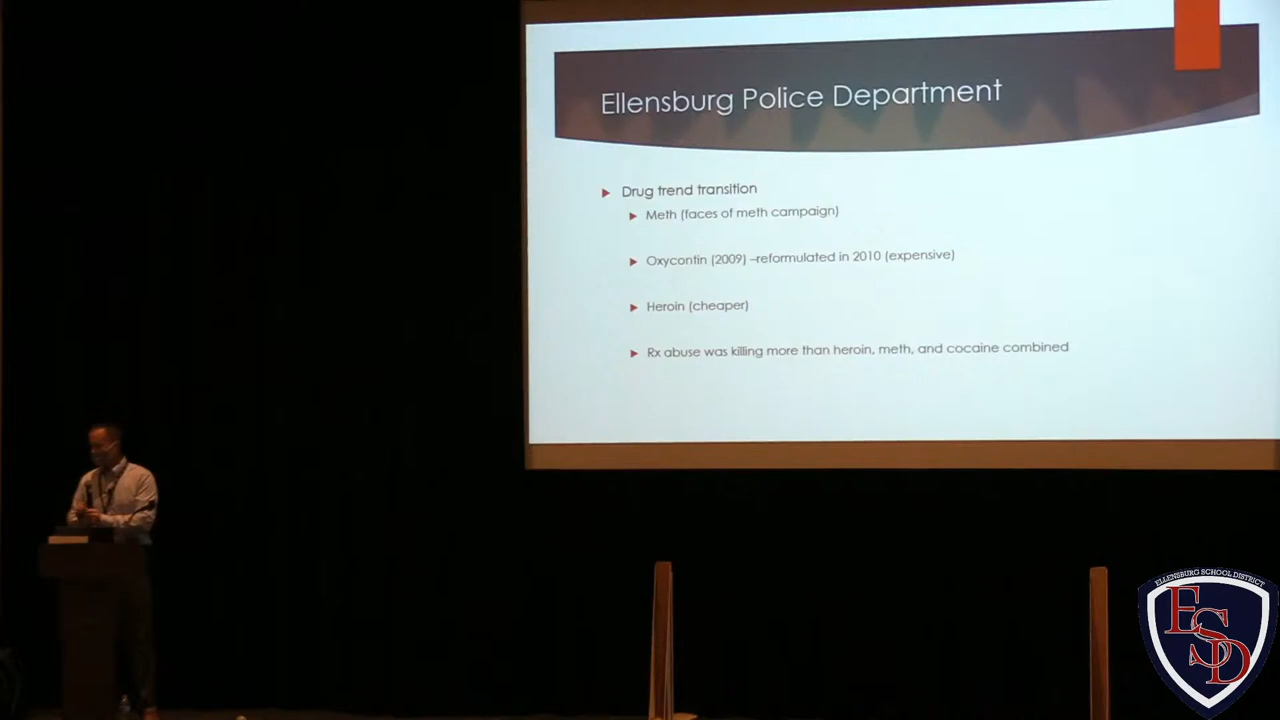 Ellensburg Police Department
Drug trend transition
Meth (faces of meth campaign)
Oxycontin (2009) –reformulated in 2010 (expensive)
Heroin (cheaper)
Rx abuse was killing more than heroin, meth, and cocaine combined
ELLENSBURG SCHOOL DISTRICT
ESD